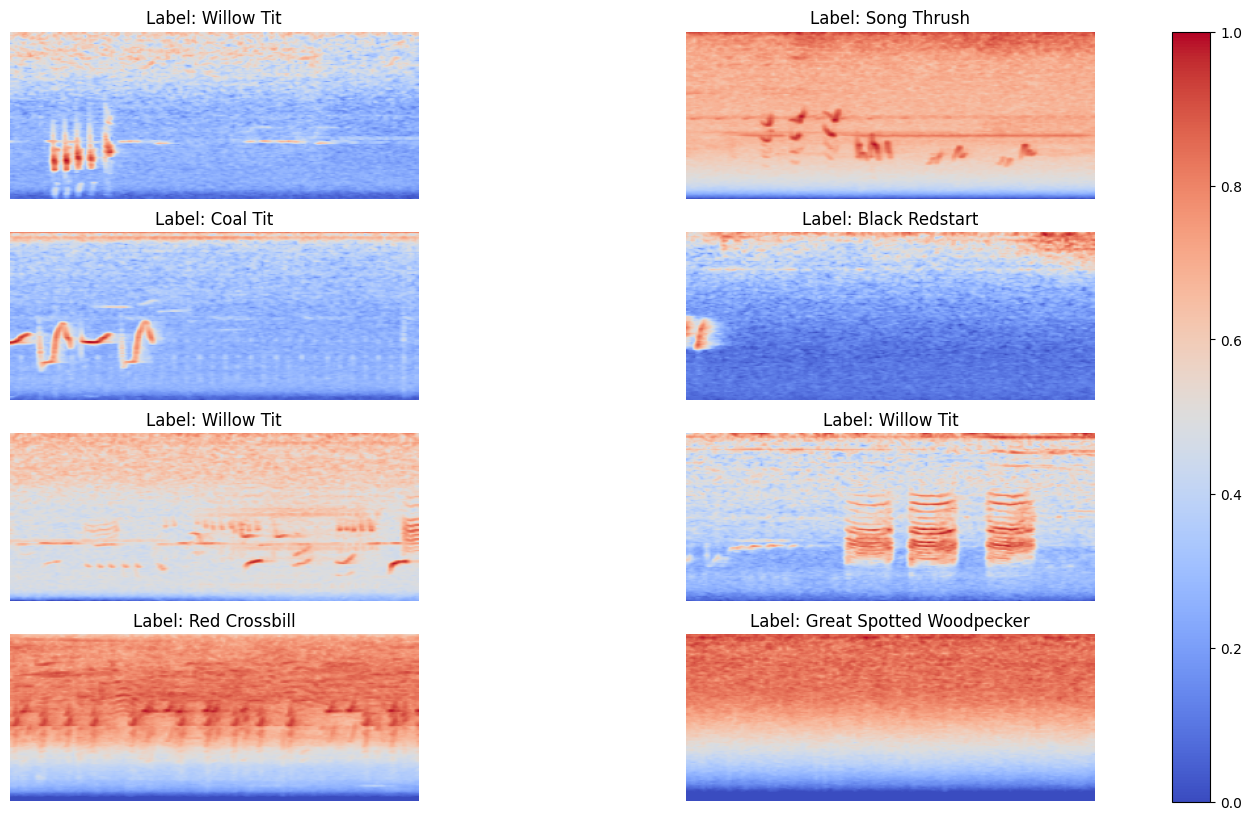 Label: Willow Tit
Label: Song Thrush
Label: Coal Tit
Label: Black Redstart
Label: Willow Tit
Label: Willow Tit
Label: Red Crossbill
Label: Great Spotted Woodpecker
1.0
0.8
0.6
0.4
0.2
0.0